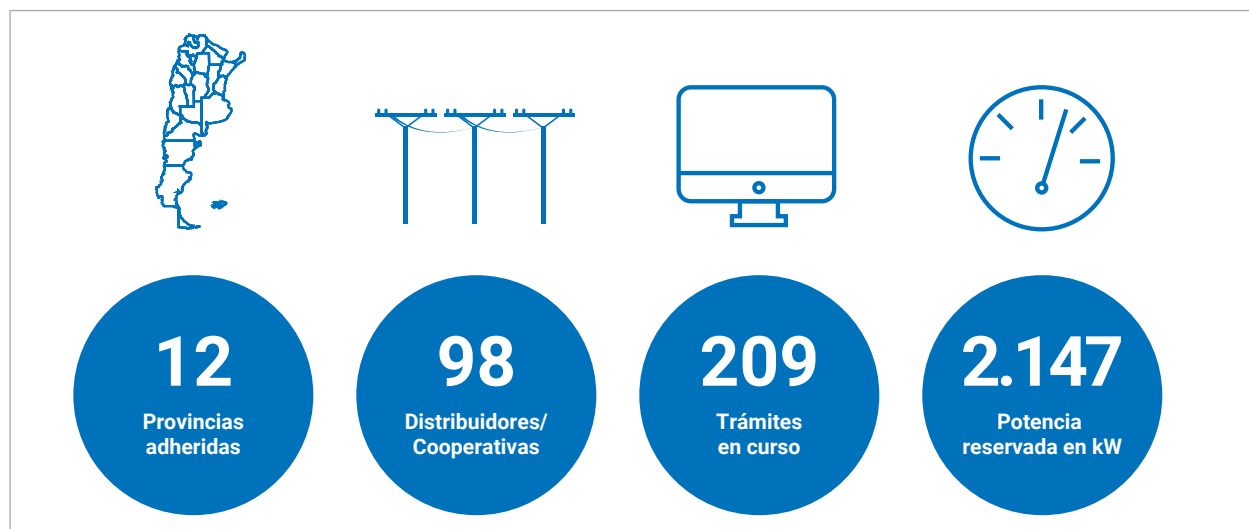 12
Provincias
adheridas
98
Distribuidores/
Cooperativas
209
Trámites
en curso
2.147
Potencia
reservada en kW